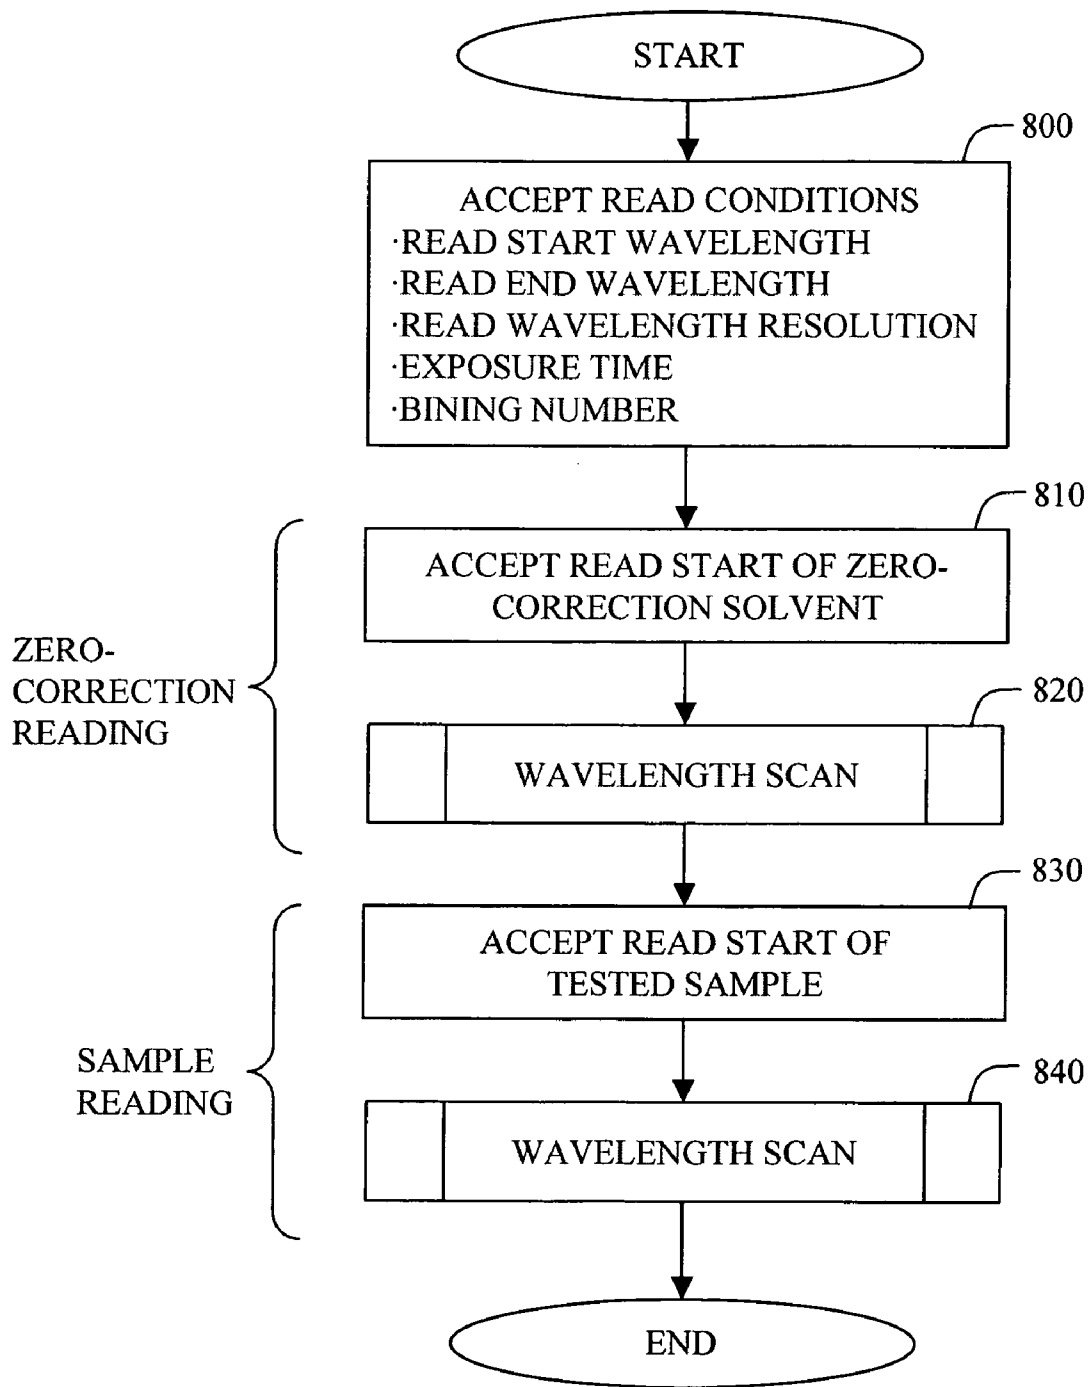 START
800
ACCEPT READ CONDITIONS
·READ START WAVELENGTH
·READ END WAVELENGTH
·READ WAVELENGTH RESOLUTION
·EXPOSURE TIME
·BINING NUMBER
810
ACCEPT READ START OF ZERO-
CORRECTION SOLVENT
ZERO-
CORRECTION
READING
820
WAVELENGTH SCAN
830
ACCEPT READ START OF
TESTED SAMPLE
SAMPLE
READING
840
WAVELENGTH SCAN
END